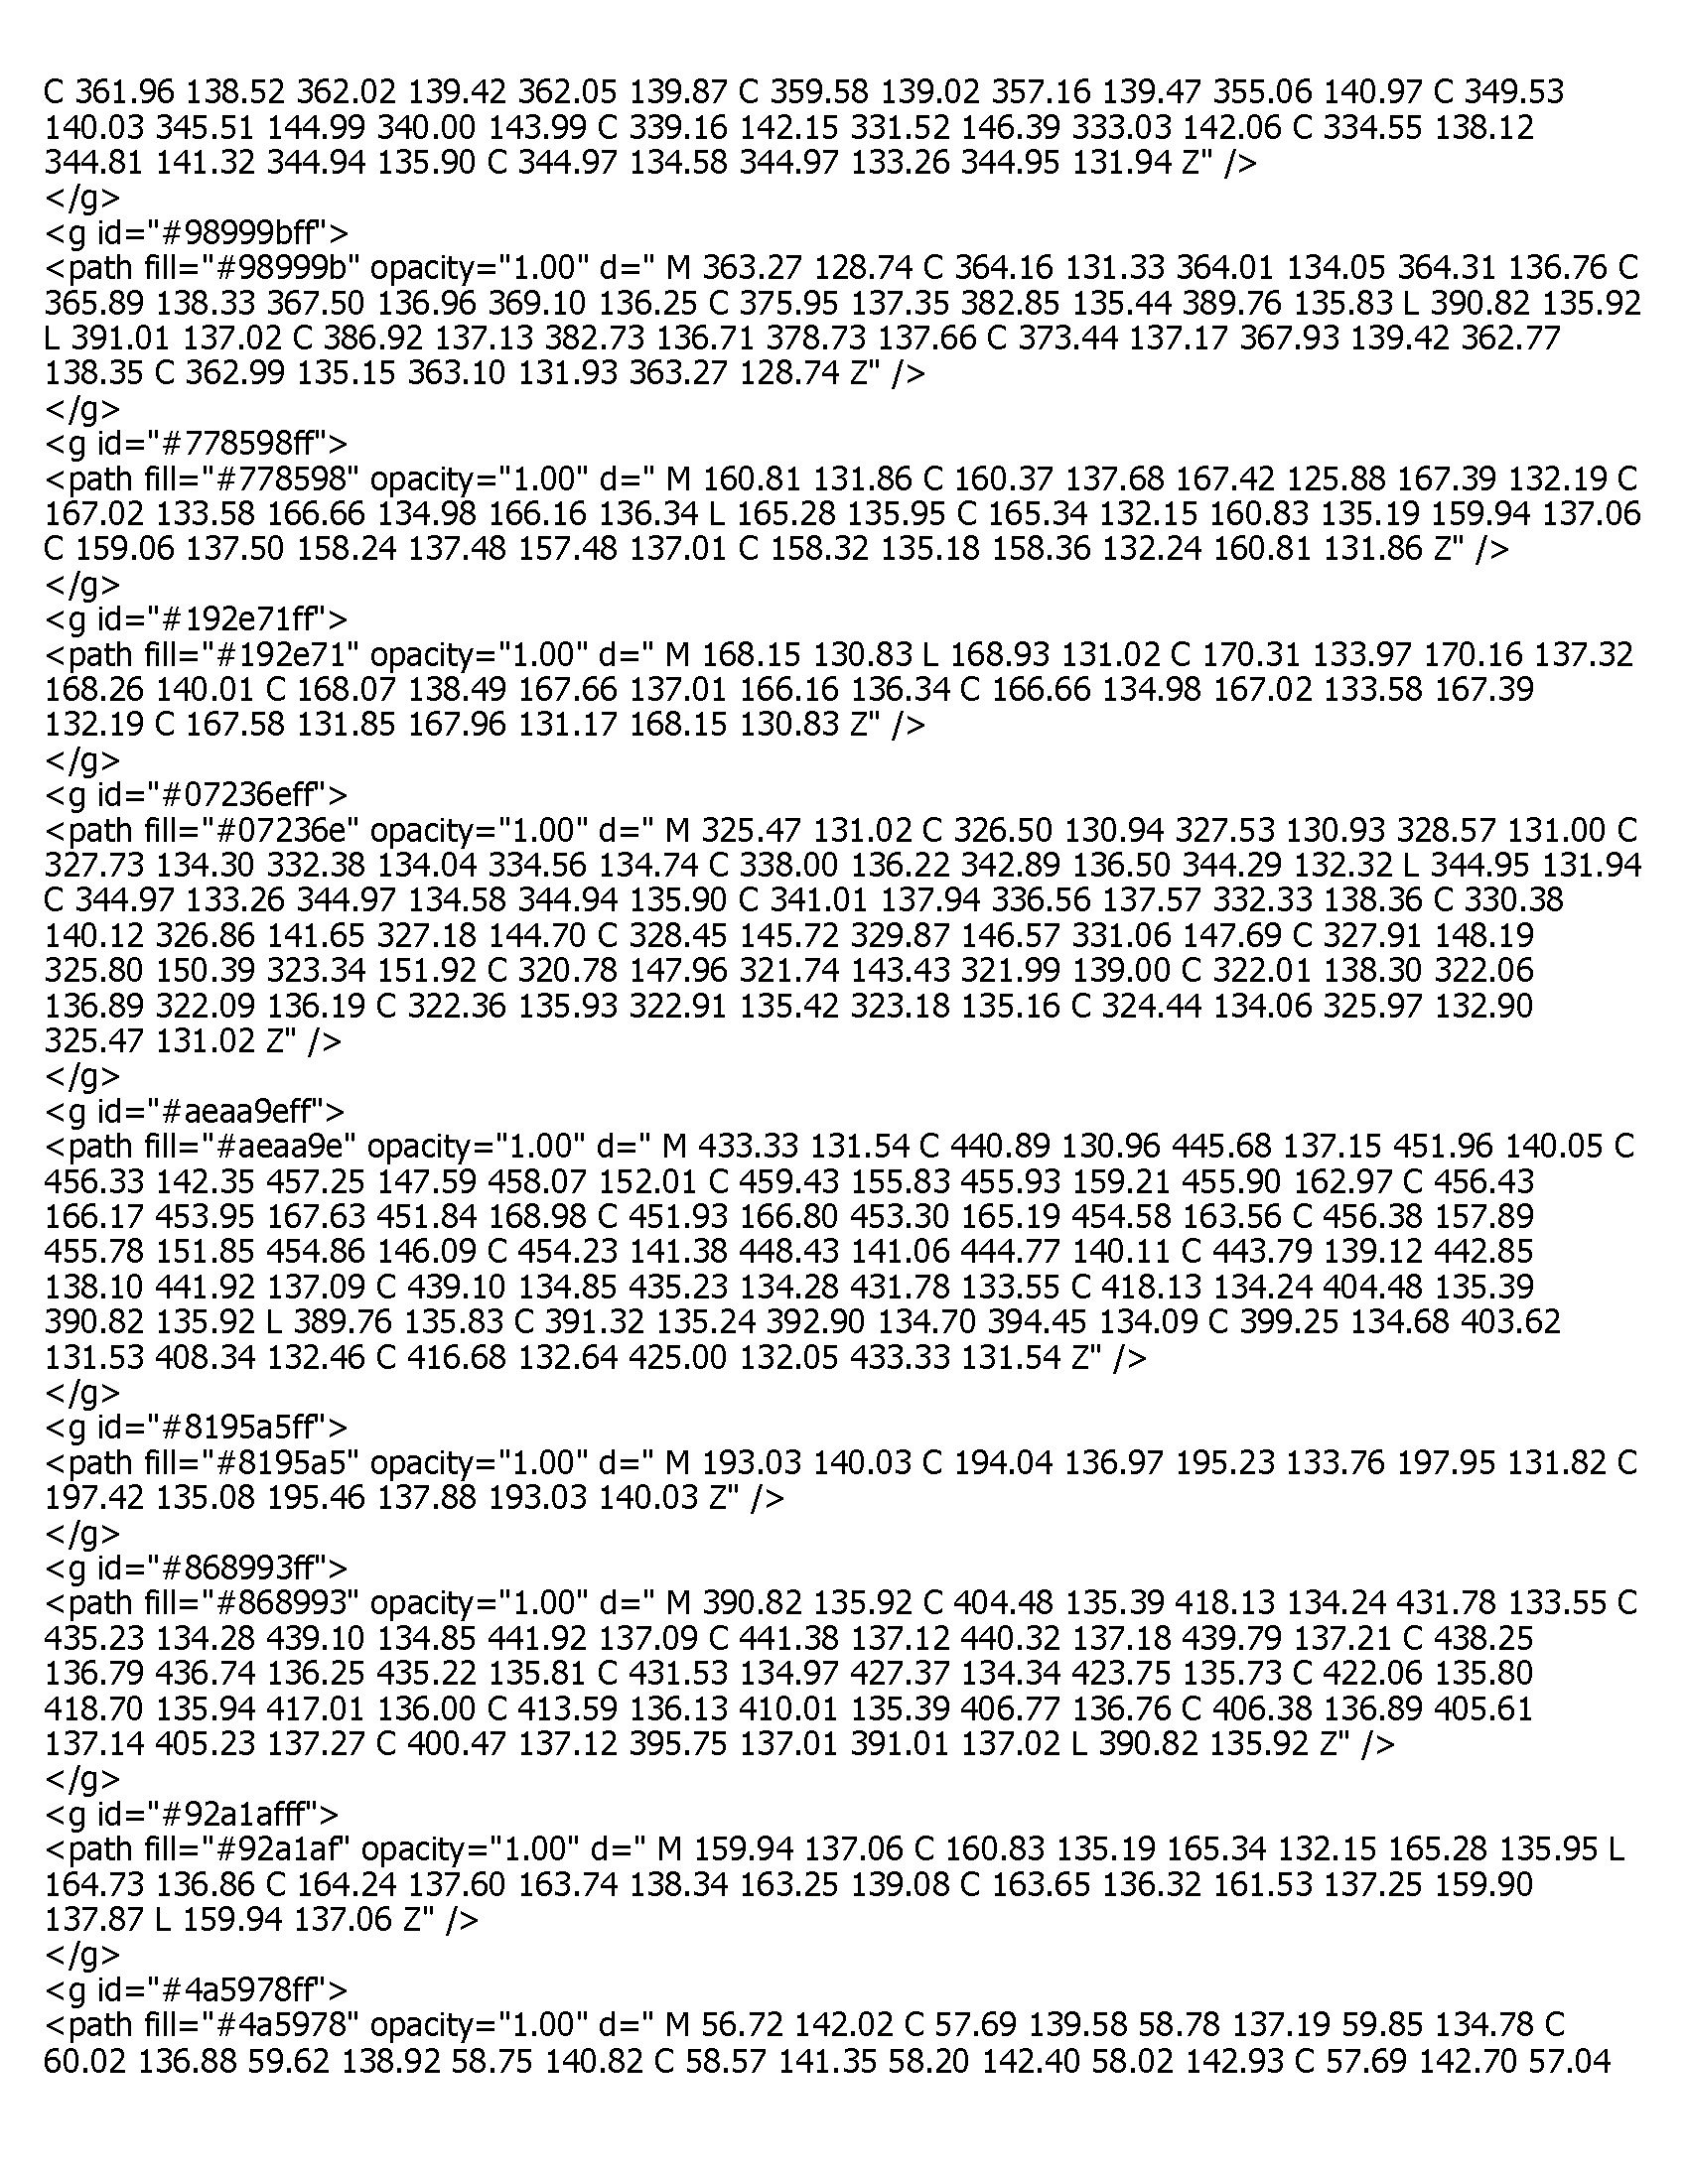 C 361.96 138.52 362.02 139.42 362.05 139.87 C 359.58 139.02 357.16 139.47 355.06 140.97 C 349.53
140.03 345.51 144.99 340.00 143.99 C 339.16 142.15 331.52 146.39 333.03 142.06 C 334.55 138.12
344.81 141.32 344.94 135.90 C 344.97 134.58 344.97 133.26 344.95 131.94 Z" />
</g>
<g id="#98999bff">
<path fill="#98999b" opacity="1.00" d=" M 363.27 128.74 C 364.16 131.33 364.01 134.05 364.31 136.76 C
365.89 138.33 367.50 136.96 369.10 136.25 C 375.95 137.35 382.85 135.44 389.76 135.83 L 390.82 135.92
L 391.01 137.02 C 386.92 137.13 382.73 136.71 378.73 137.66 C 373.44 137.17 367.93 139.42 362.77
138.35 C 362.99 135.15 363.10 131.93 363.27 128.74 Z" />
</g>
<g id="#778598ff">
<path fill="#778598" opacity="1.00" d=" M 160.81 131.86 C 160.37 137.68 167.42 125.88 167.39 132.19 C
167.02 133.58 166.66 134.98 166.16 136.34 L 165.28 135.95 C 165.34 132.15 160.83 135.19 159.94 137.06
C 159.06 137.50 158.24 137.48 157.48 137.01 C 158.32 135.18 158.36 132.24 160.81 131.86 Z" />
</g>
<g id="#192e71ff">
<path fill="#192e71" opacity="1.00" d=" M 168.15 130.83 L 168.93 131.02 C 170.31 133.97 170.16 137.32
168.26 140.01 C 168.07 138.49 167.66 137.01 166.16 136.34 C 166.66 134.98 167.02 133.58 167.39
132.19 C 167.58 131.85 167.96 131.17 168.15 130.83 Z" />
</g>
<g id="#07236eff">
<path fill="#07236e" opacity="1.00" d=" M 325.47 131.02 C 326.50 130.94 327.53 130.93 328.57 131.00 C
327.73 134.30 332.38 134.04 334.56 134.74 C 338.00 136.22 342.89 136.50 344.29 132.32 L 344.95 131.94
C 344.97 133.26 344.97 134.58 344.94 135.90 C 341.01 137.94 336.56 137.57 332.33 138.36 C 330.38
140.12 326.86 141.65 327.18 144.70 C 328.45 145.72 329.87 146.57 331.06 147.69 C 327.91 148.19
325.80 150.39 323.34 151.92 C 320.78 147.96 321.74 143.43 321.99 139.00 C 322.01 138.30 322.06
136.89 322.09 136.19 C 322.36 135.93 322.91 135.42 323.18 135.16 C 324.44 134.06 325.97 132.90
325.47 131.02 Z" />
</g>
<g id="#aeaa9eff">
<path fill="#aeaa9e" opacity="1.00" d=" M 433.33 131.54 C 440.89 130.96 445.68 137.15 451.96 140.05 C
456.33 142.35 457.25 147.59 458.07 152.01 C 459.43 155.83 455.93 159.21 455.90 162.97 C 456.43
166.17 453.95 167.63 451.84 168.98 C 451.93 166.80 453.30 165.19 454.58 163.56 C 456.38 157.89
455.78 151.85 454.86 146.09 C 454.23 141.38 448.43 141.06 444.77 140.11 C 443.79 139.12 442.85
138.10 441.92 137.09 C 439.10 134.85 435.23 134.28 431.78 133.55 C 418.13 134.24 404.48 135.39
390.82 135.92 L 389.76 135.83 C 391.32 135.24 392.90 134.70 394.45 134.09 C 399.25 134.68 403.62
131.53 408.34 132.46 C 416.68 132.64 425.00 132.05 433.33 131.54 Z" />
</g>
<g id="#8195a5ff">
<path fill="#8195a5" opacity="1.00" d=" M 193.03 140.03 C 194.04 136.97 195.23 133.76 197.95 131.82 C
197.42 135.08 195.46 137.88 193.03 140.03 Z" />
</g>
<g id="#868993ff">
<path fill="#868993" opacity="1.00" d=" M 390.82 135.92 C 404.48 135.39 418.13 134.24 431.78 133.55 C
435.23 134.28 439.10 134.85 441.92 137.09 C 441.38 137.12 440.32 137.18 439.79 137.21 C 438.25
136.79 436.74 136.25 435.22 135.81 C 431.53 134.97 427.37 134.34 423.75 135.73 C 422.06 135.80
418.70 135.94 417.01 136.00 C 413.59 136.13 410.01 135.39 406.77 136.76 C 406.38 136.89 405.61
137.14 405.23 137.27 C 400.47 137.12 395.75 137.01 391.01 137.02 L 390.82 135.92 Z" />
</g>
<g id="#92a1afff">
<path fill="#92a1af" opacity="1.00" d=" M 159.94 137.06 C 160.83 135.19 165.34 132.15 165.28 135.95 L
164.73 136.86 C 164.24 137.60 163.74 138.34 163.25 139.08 C 163.65 136.32 161.53 137.25 159.90
137.87 L 159.94 137.06 Z" />
</g>
<g id="#4a5978ff">
<path fill="#4a5978" opacity="1.00" d=" M 56.72 142.02 C 57.69 139.58 58.78 137.19 59.85 134.78 C
60.02 136.88 59.62 138.92 58.75 140.82 C 58.57 141.35 58.20 142.40 58.02 142.93 C 57.69 142.70 57.04